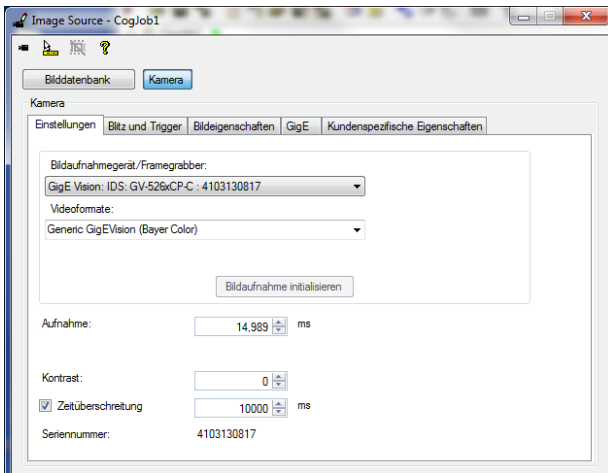 Image Source - CogJob1
Bilddatenbank Kamera
Kamera
Einstellungen Blitz und Trigger Bildeigenschaften GigE Kundenspezifische Eigenschaften
Bildaufnahmegerät/Framegrabber:
GigE Vision: IDS: GV-526xCP-C : 4103130817
Videoformate:
Generic GigEVision (Bayer Color)
Bildaufnahme initialisieren
Aufnahme: 14,989 ms
Kontrast: 0
Zeitüberschreitung 10000 ms
Seriennummer: 4103130817